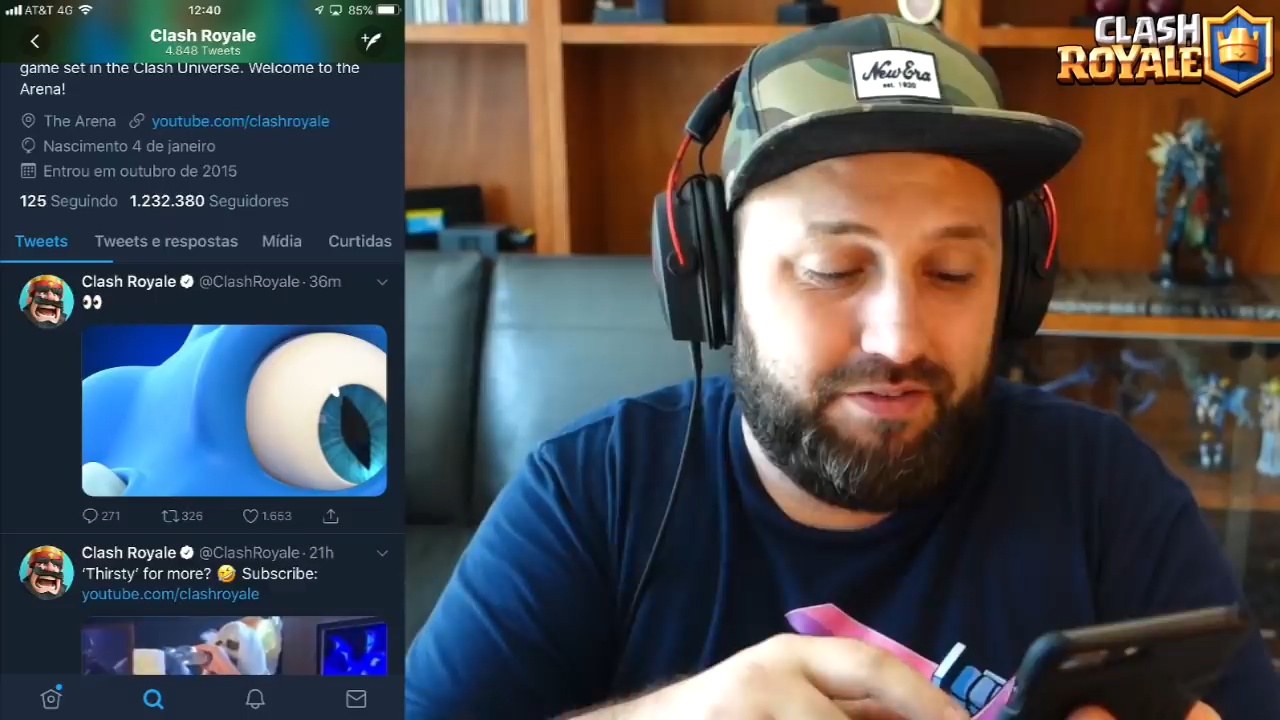 AT&T 4G 12:40 85%
Clash Royale
4.848 Tweets
game set in the Clash Universe. Welcome to the
Arena!
The Arena youtube.com/clashroyale
Nascimento 4 de janeiro
Entrou em outubro de 2015
125 Seguindo 1.232.380 Seguidores
Tweets Tweets e respostas Mídia Curtidas
Clash Royale @ClashRoyale · 36m
👀
271 326 1.653
Clash Royale @ClashRoyale · 21h
‘Thirsty’ for more? 🤣 Subscribe:
youtube.com/clashroyale
New Era
est. 1920
CLASH
ROYALE